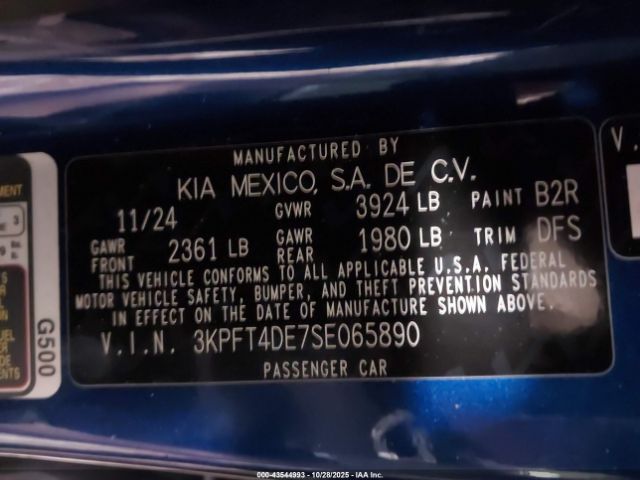 MANUFACTURED BY
KIA MEXICO, S.A. DE C.V.
11/24 GVWR 3924 LB PAINT B2R
GAWR FRONT 2361 LB GAWR REAR 1980 LB TRIM DFS
THIS VEHICLE CONFORMS TO ALL APPLICABLE U.S.A. FEDERAL
MOTOR VEHICLE SAFETY, BUMPER, AND THEFT PREVENTION STANDARDS
IN EFFECT ON THE DATE OF MANUFACTURE SHOWN ABOVE.
V.I.N. 3KPFT4DE7SE065890
PASSENGER CAR
G500
3
V.
000-43544993 | 10/28/2025 | IAA Inc.